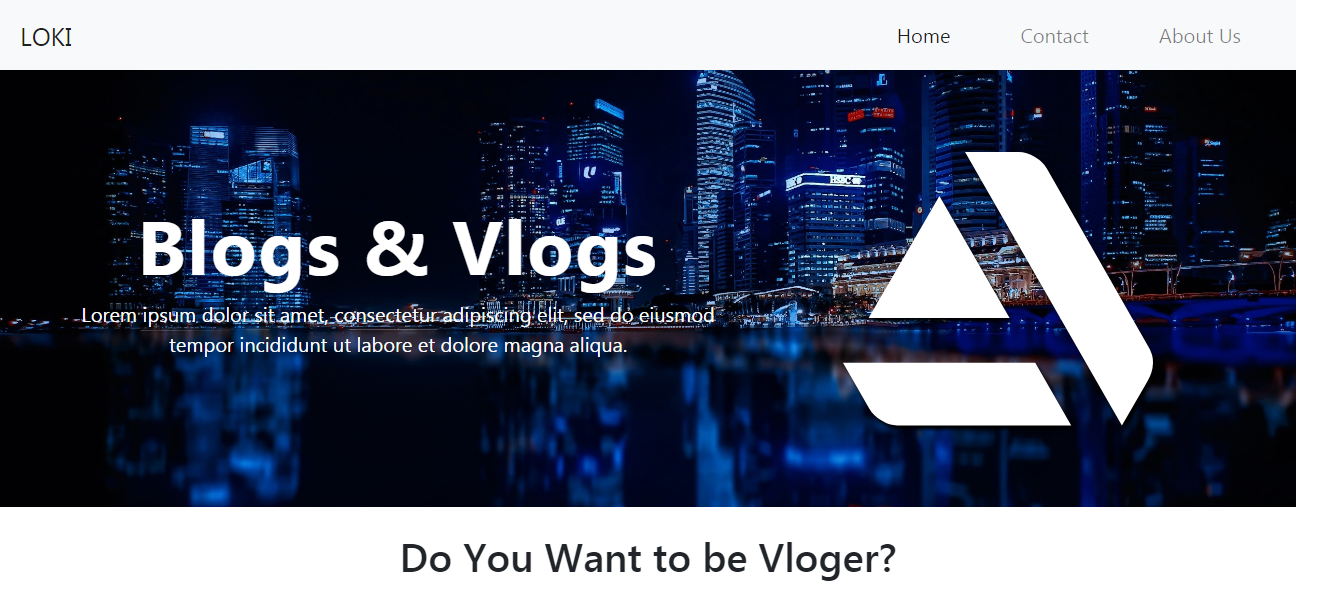 LOKI
Home Contact About Us
HSBC
Blogs & Vlogs
Lorem ipsum dolor sit amet, consectetur adipiscing elit, sed do eiusmod
tempor incididunt ut labore et dolore magna aliqua.
Do You Want to be Vloger?